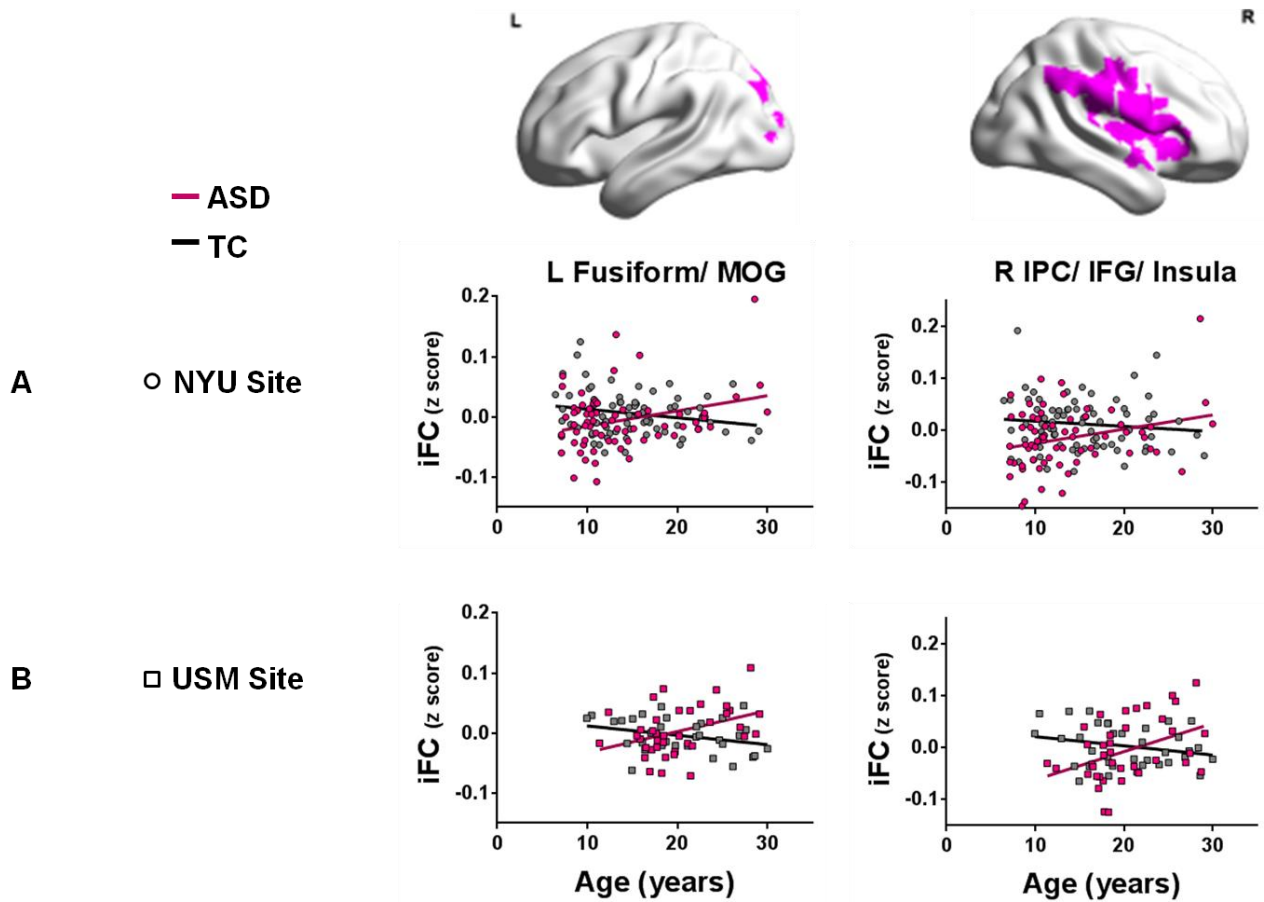 L
R
ASD
TC
L Fusiform/ MOG
R IPC/ IFG/ Insula
A
NYU Site
iFC (z score)
0.2
0.1
0.0
-0.1
0
10
20
30
iFC (z score)
0.2
0.1
0.0
-0.1
0
10
20
30
B
USM Site
iFC (z score)
0.2
0.1
0.0
-0.1
0
10
20
30
Age (years)
iFC (z score)
0.2
0.1
0.0
-0.1
0
10
20
30
Age (years)